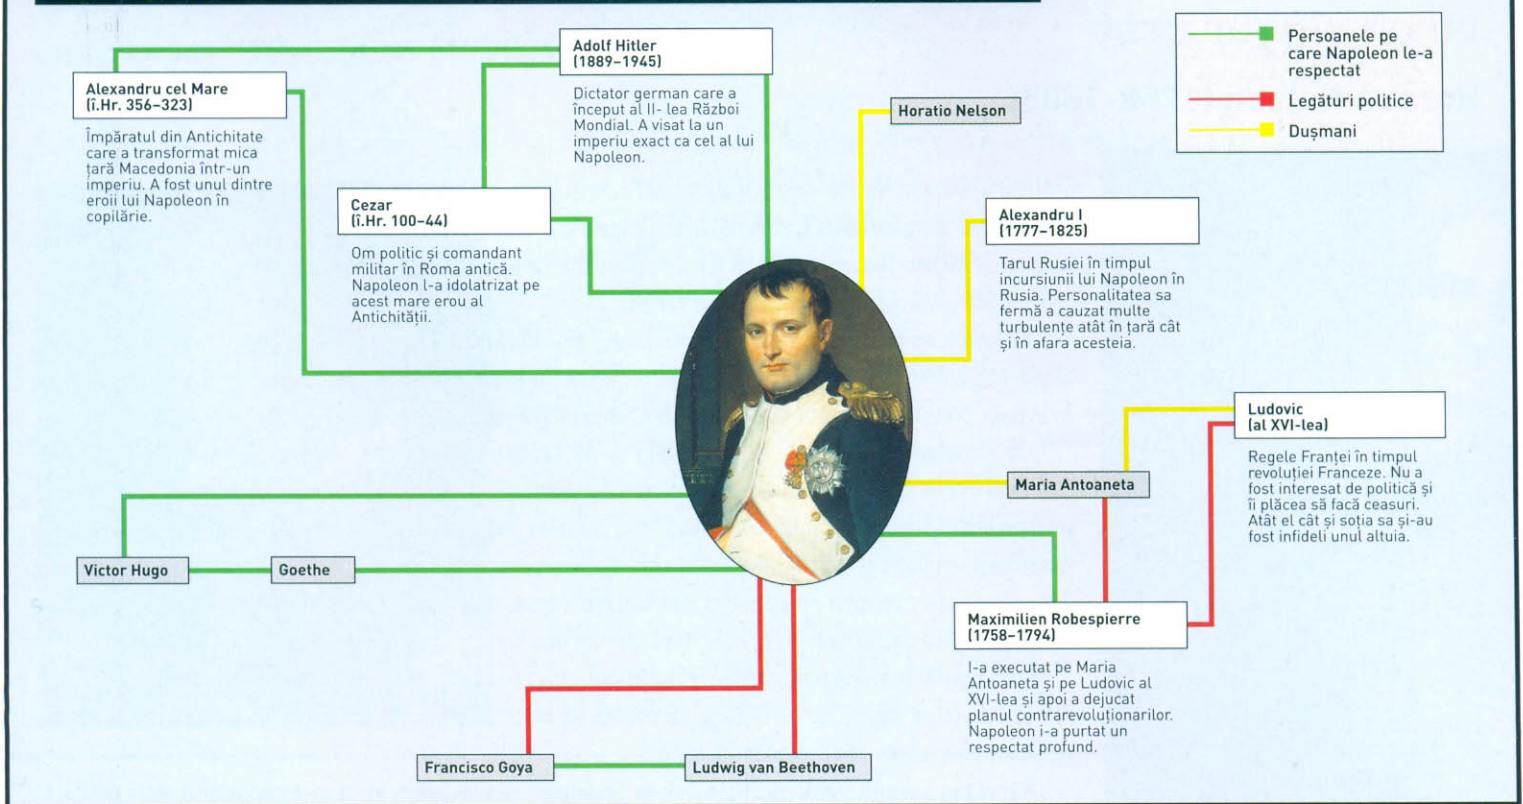 Adolf Hitler
(1889–1945)
Dictator german care a
început al II- lea Război
Mondial. A visat la un
imperiu exact ca cel al lui
Napoleon.
Alexandru cel Mare
(î.Hr. 356–323)
Împăratul din Antichitate
care a transformat mica
țară Macedonia într-un
imperiu. A fost unul dintre
eroii lui Napoleon în
copilărie.
Cezar
(î.Hr. 100–44)
Om politic și comandant
militar în Roma antică.
Napoleon l-a idolatrizat pe
acest mare erou al
Antichității.
Horatio Nelson
Persoanele pe
care Napoleon le-a
respectat
Legături politice
Dușmani
Alexandru I
(1777–1825)
Tarul Rusiei în timpul
incursiunii lui Napoleon în
Rusia. Personalitatea sa
fermă a cauzat multe
turbulențe atât în țară cât
și în afara acesteia.
Ludovic
(al XVI-lea)
Regele Franței în timpul
revoluției Franceze. Nu a
fost interesat de politică și
îi plăcea să facă ceasuri.
Atât el cât și soția sa și-au
fost infideli unul altuia.
Maria Antoaneta
Victor Hugo
Goethe
Maximilien Robespierre
(1758–1794)
I-a executat pe Maria
Antoaneta și pe Ludovic al
XVI-lea și apoi a dejucat
planul contrarevoluționarilor.
Napoleon i-a purtat un
respectat profund.
Francisco Goya
Ludwig van Beethoven